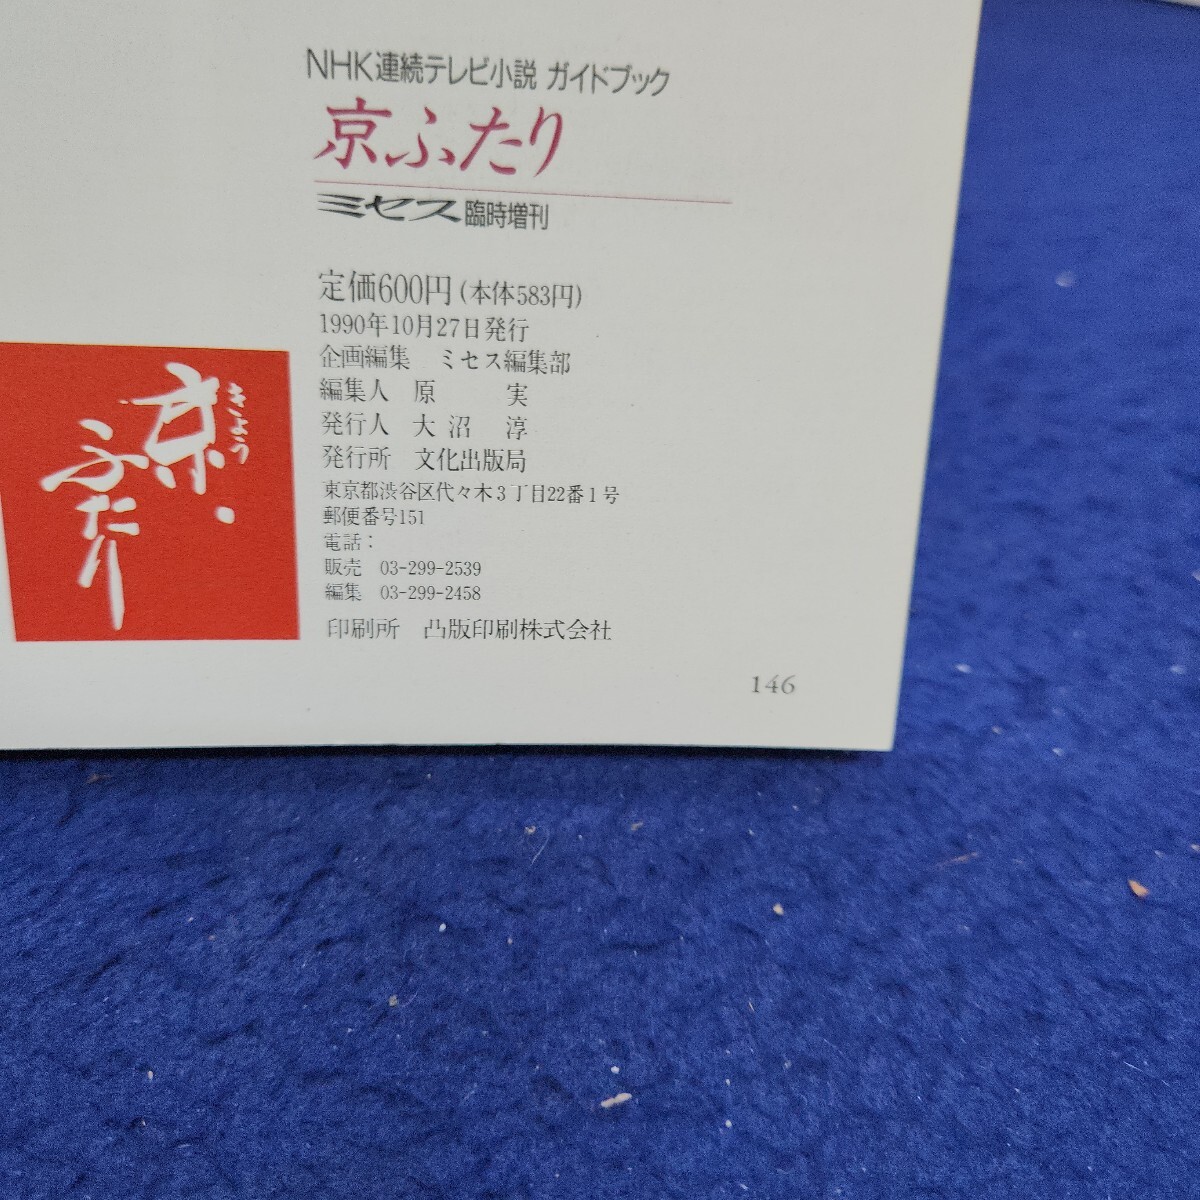 NHK連続テレビ小説 ガイドブック
京ふたり
ミセス臨時増刊
定価600円(本体583円)
1990年10月27日発行
企画編集 ミセス編集部
編集人 原 実
発行人 大沼 淳
発行所 文化出版局
東京都渋谷区代々木3丁目22番1号
郵便番号151
電話:
販売 03-299-2539
編集 03-299-2458
印刷所 凸版印刷株式会社
146
京・
きょう
ふたり